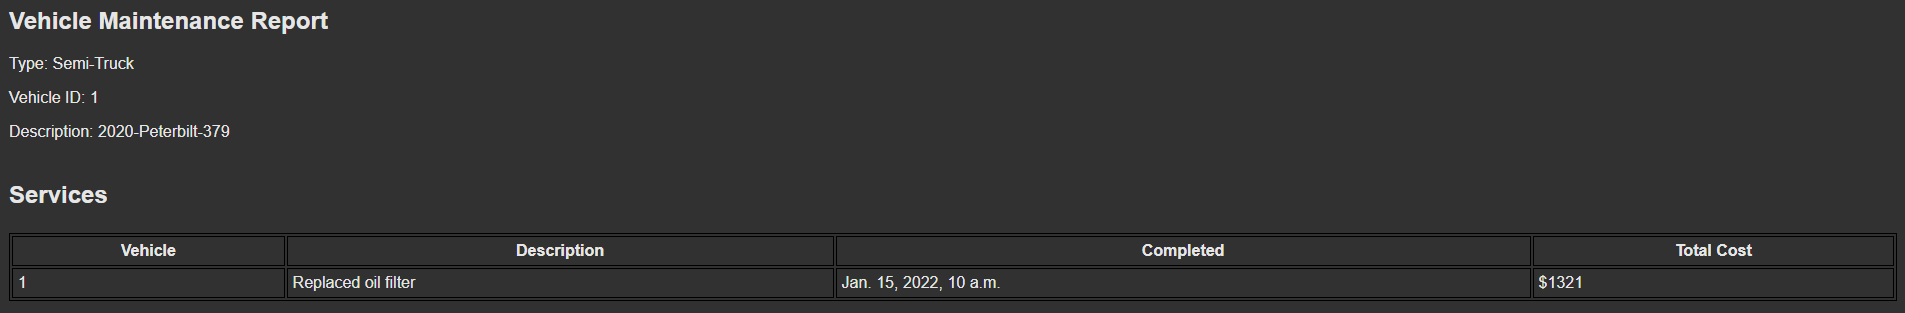 Vehicle Maintenance Report
Type: Semi-Truck
Vehicle ID: 1
Description: 2020-Peterbilt-379
Services
Vehicle Description Completed Total Cost
1 Replaced oil filter Jan. 15, 2022, 10 a.m. $1321